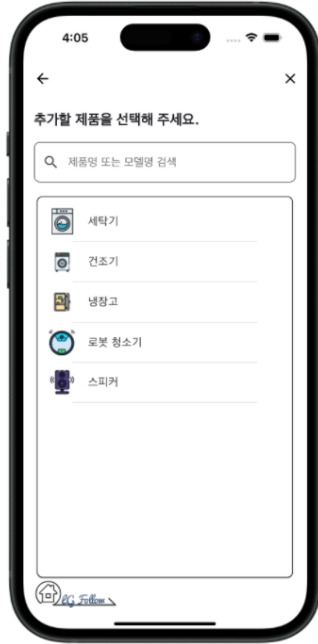 4:05
추가할 제품을 선택해 주세요.
제품명 또는 모델명 검색
세탁기
건조기
냉장고
로봇 청소기
스피커
LG Follow